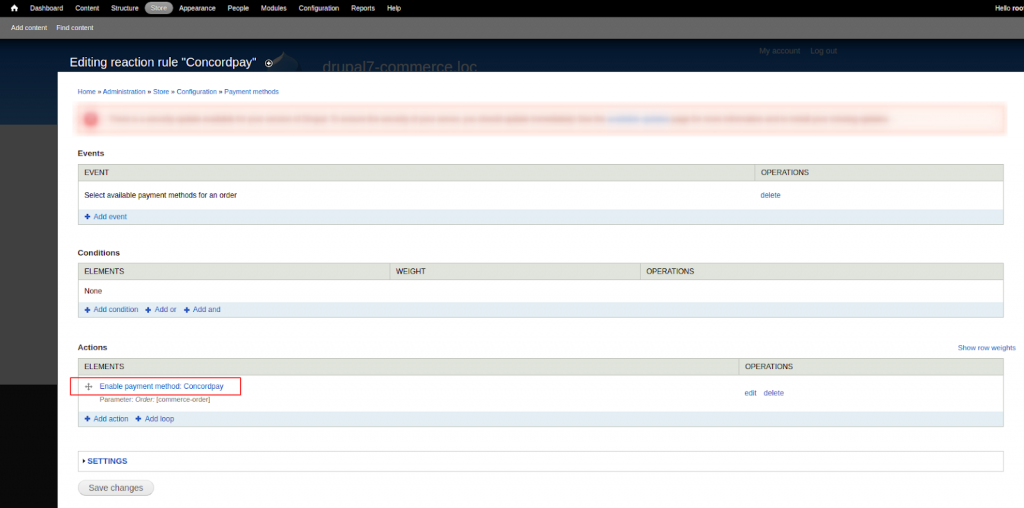 Dashboard Content Structure Store Appearance People Modules Configuration Reports Help Hello roo
Add content Find content
My account Log out
Editing reaction rule "Concordpay"
drupal7-commerce.loc
Home » Administration » Store » Configuration » Payment methods
Events
EVENT OPERATIONS
Select available payment methods for an order delete
Add event
Conditions
ELEMENTS WEIGHT OPERATIONS
None
Add condition Add or Add and
Actions Show row weights
ELEMENTS OPERATIONS
Enable payment method: Concordpay
edit delete
Parameter: Order: [commerce-order]
Add action Add loop
SETTINGS
Save changes